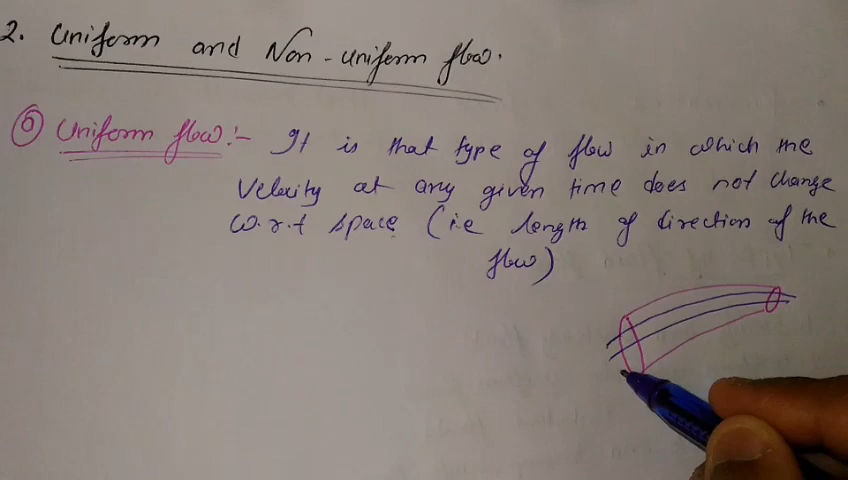 2. Uniform and Non-uniform flow.
① Uniform flow:- It is that type of flow in which the
velocity at any given time does not change
w.r.t space (i.e length of direction of the
flow)